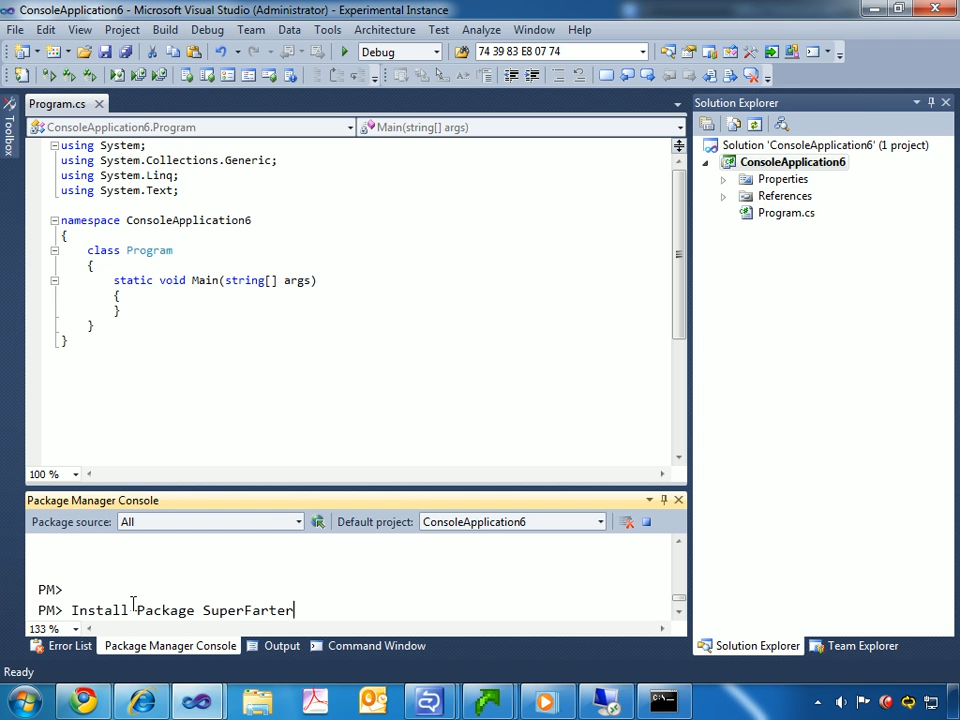 ConsoleApplication6 - Microsoft Visual Studio (Administrator) - Experimental Instance
File Edit View Project Build Debug Team Data Tools Architecture Test Analyze Window Help
Debug 74 39 83 E8 07 74
Toolbox
Program.cs
ConsoleApplication6.Program Main(string[] args)
using System;
using System.Collections.Generic;
using System.Linq;
using System.Text;
namespace ConsoleApplication6
{
class Program
{
static void Main(string[] args)
{
}
}
}
100 %
Solution Explorer
Solution 'ConsoleApplication6' (1 project)
ConsoleApplication6
Properties
References
Program.cs
Package Manager Console
Package source: All Default project: ConsoleApplication6
PM>
PM> Install-Package SuperFarter
133 %
Error List Package Manager Console Output Command Window
Solution Explorer Team Explorer
Ready